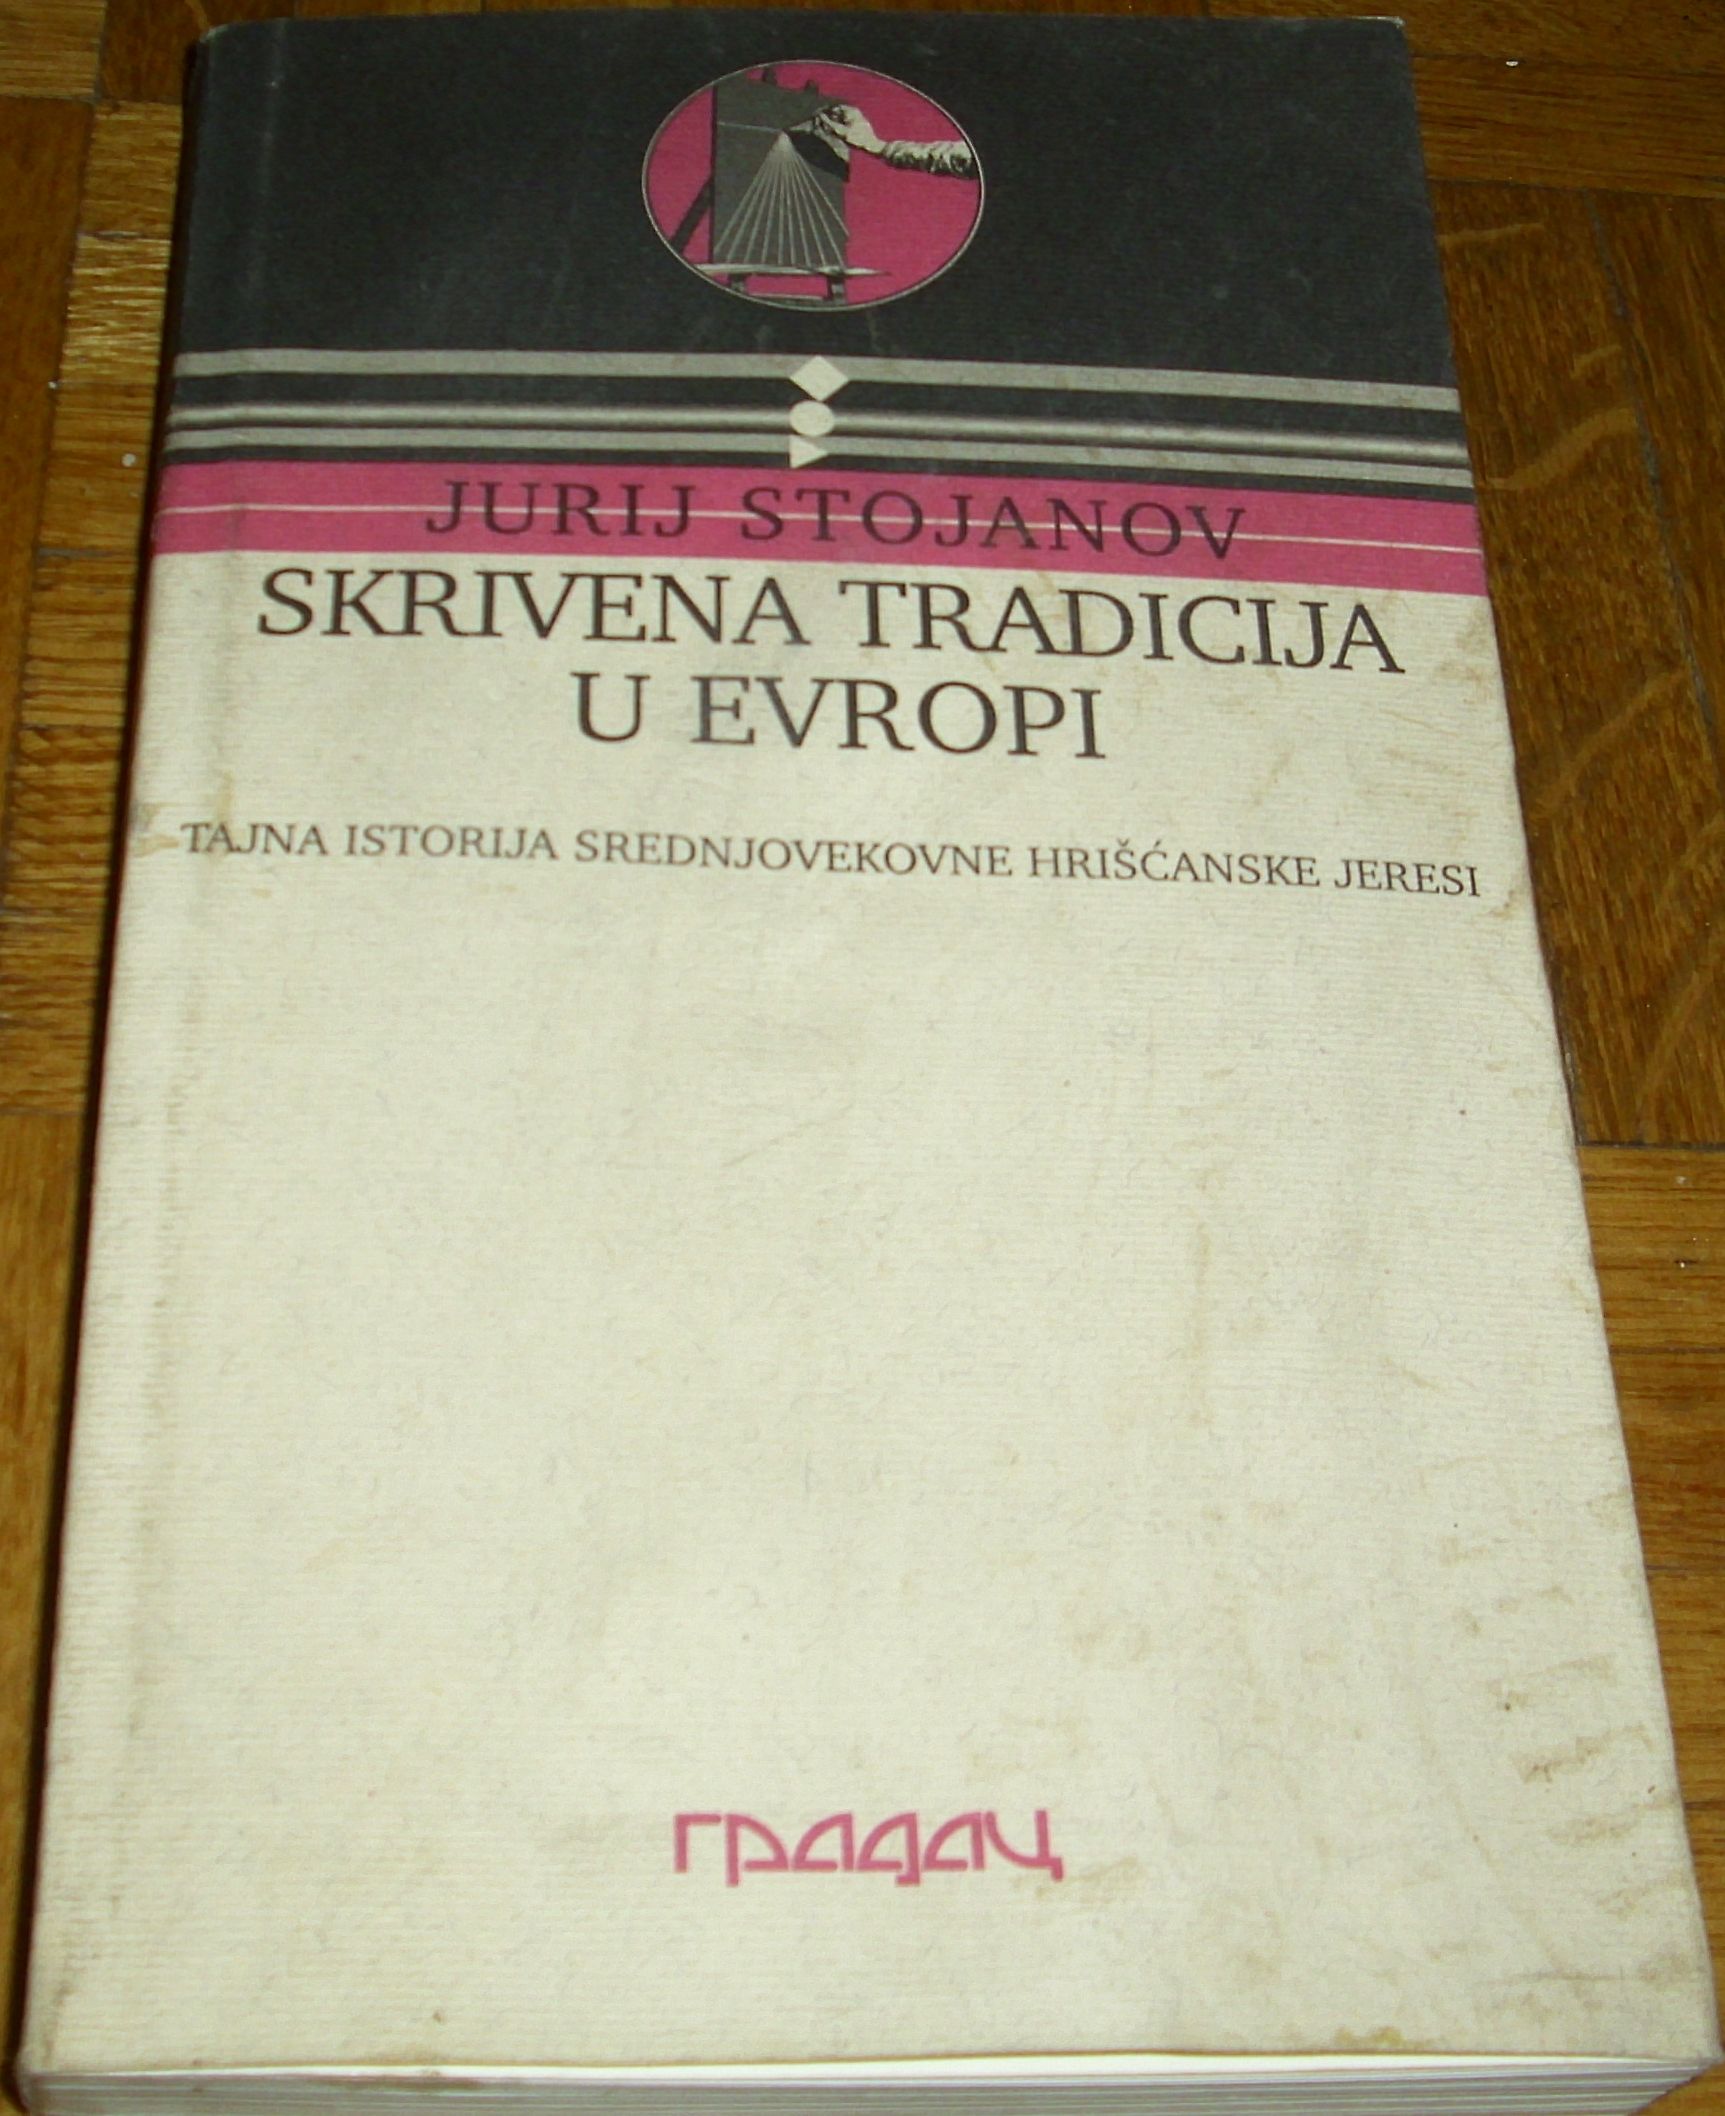 JURIJ STOJANOV
SKRIVENA TRADICIJA
U EVROPI
TAJNA ISTORIJA SREDNJOVEKOVNE HRIŠĆANSKE JERESI
градац